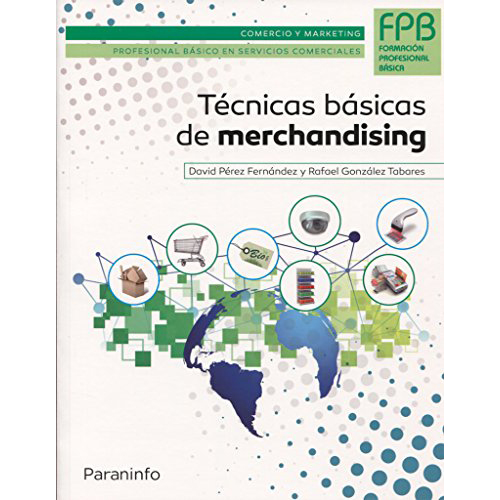 COMERCIO Y MARKETING
PROFESIONAL BÁSICO EN SERVICIOS COMERCIALES
FPB
FORMACIÓN
PROFESIONAL
BÁSICA
Técnicas básicas
de merchandising
David Pérez Fernández y Rafael González Tabares
Bios
Paraninfo